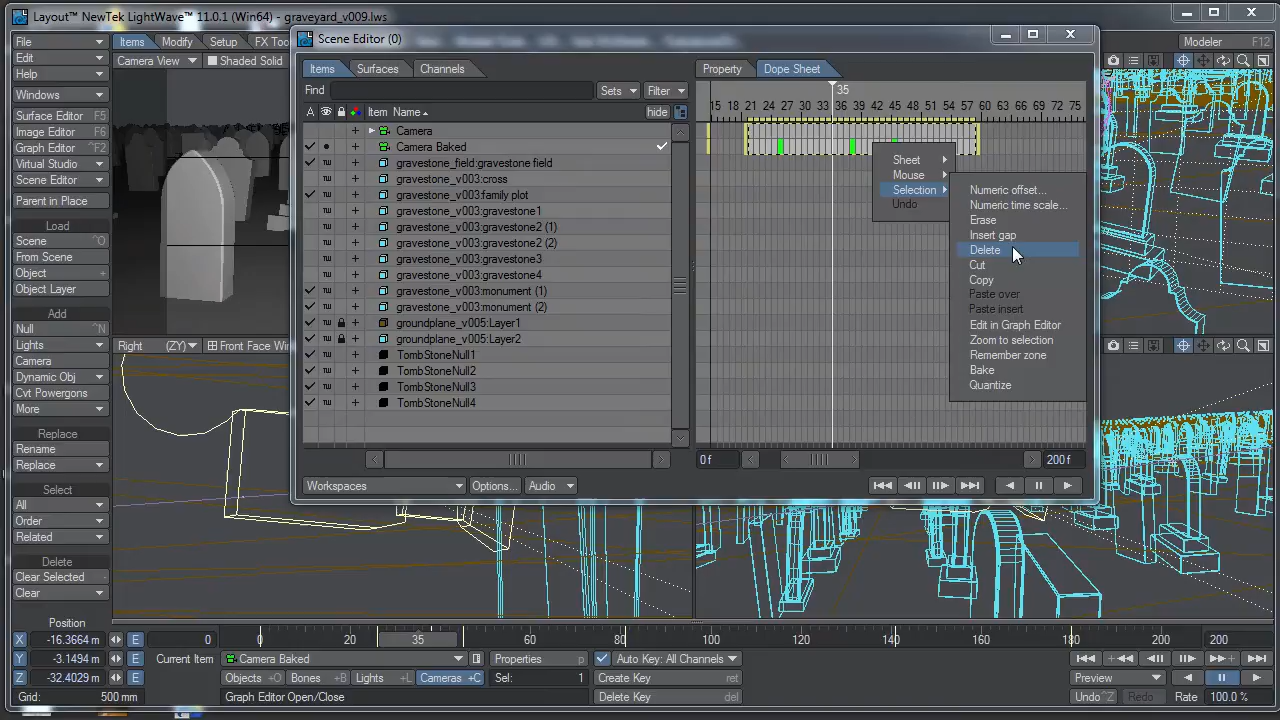 Layout™ NewTek LightWave™ 11.0.1 (Win64) - graveyard_v009.lws
File
Edit
Help
Windows
Surface Editor F5
Image Editor F6
Graph Editor ^F2
Virtual Studio
Scene Editor
Parent in Place
Load
Scene ^O
From Scene
Object +
Object Layer
Add
Null ^N
Lights
Camera
Dynamic Obj
Cvt Powergons
More
Replace
Rename
Replace
Select
All
Order
Related
Delete
Clear Selected -
Clear
Items
Modify
Setup
FX Too
Modeler F12
Camera View
Shaded Solid
Right (ZY)
Front Face Wi
Scene Editor (0)
Items
Surfaces
Channels
Property
Dope Sheet
Find
Sets
Filter
35
A
Item Name
hide
15 18 21 24 27 30 33 36 39 42 45 48 51 54 57 60 63 66 69 72 75
Camera
Camera Baked
gravestone_field:gravestone field
gravestone_v003:cross
gravestone_v003:family plot
gravestone_v003:gravestone1
gravestone_v003:gravestone2 (1)
gravestone_v003:gravestone2 (2)
gravestone_v003:gravestone3
gravestone_v003:gravestone4
gravestone_v003:monument (1)
gravestone_v003:monument (2)
groundplane_v005:Layer1
groundplane_v005:Layer2
TombStoneNull1
TombStoneNull2
TombStoneNull3
TombStoneNull4
Sheet
Mouse
Selection
Undo
Numeric offset...
Numeric time scale...
Erase
Insert gap
Delete
Cut
Copy
Paste over
Paste insert
Edit in Graph Editor
Zoom to selection
Remember zone
Bake
Quantize
0 f
200 f
Workspaces
Options...
Audio
Position
X -16.3664 m E
Y -3.1494 m E
Z -32.4029 m E
Grid: 500 mm
0
0 20 35 60 80 100 120 140 160 180 200
200
Current Item
Camera Baked
Properties p
Auto Key: All Channels
Objects +O
Bones +B
Lights +L
Cameras +C
Sel: 1
Create Key ret
Graph Editor Open/Close
Delete Key del
Preview
Undo ^Z
Redo
Rate 100.0 %